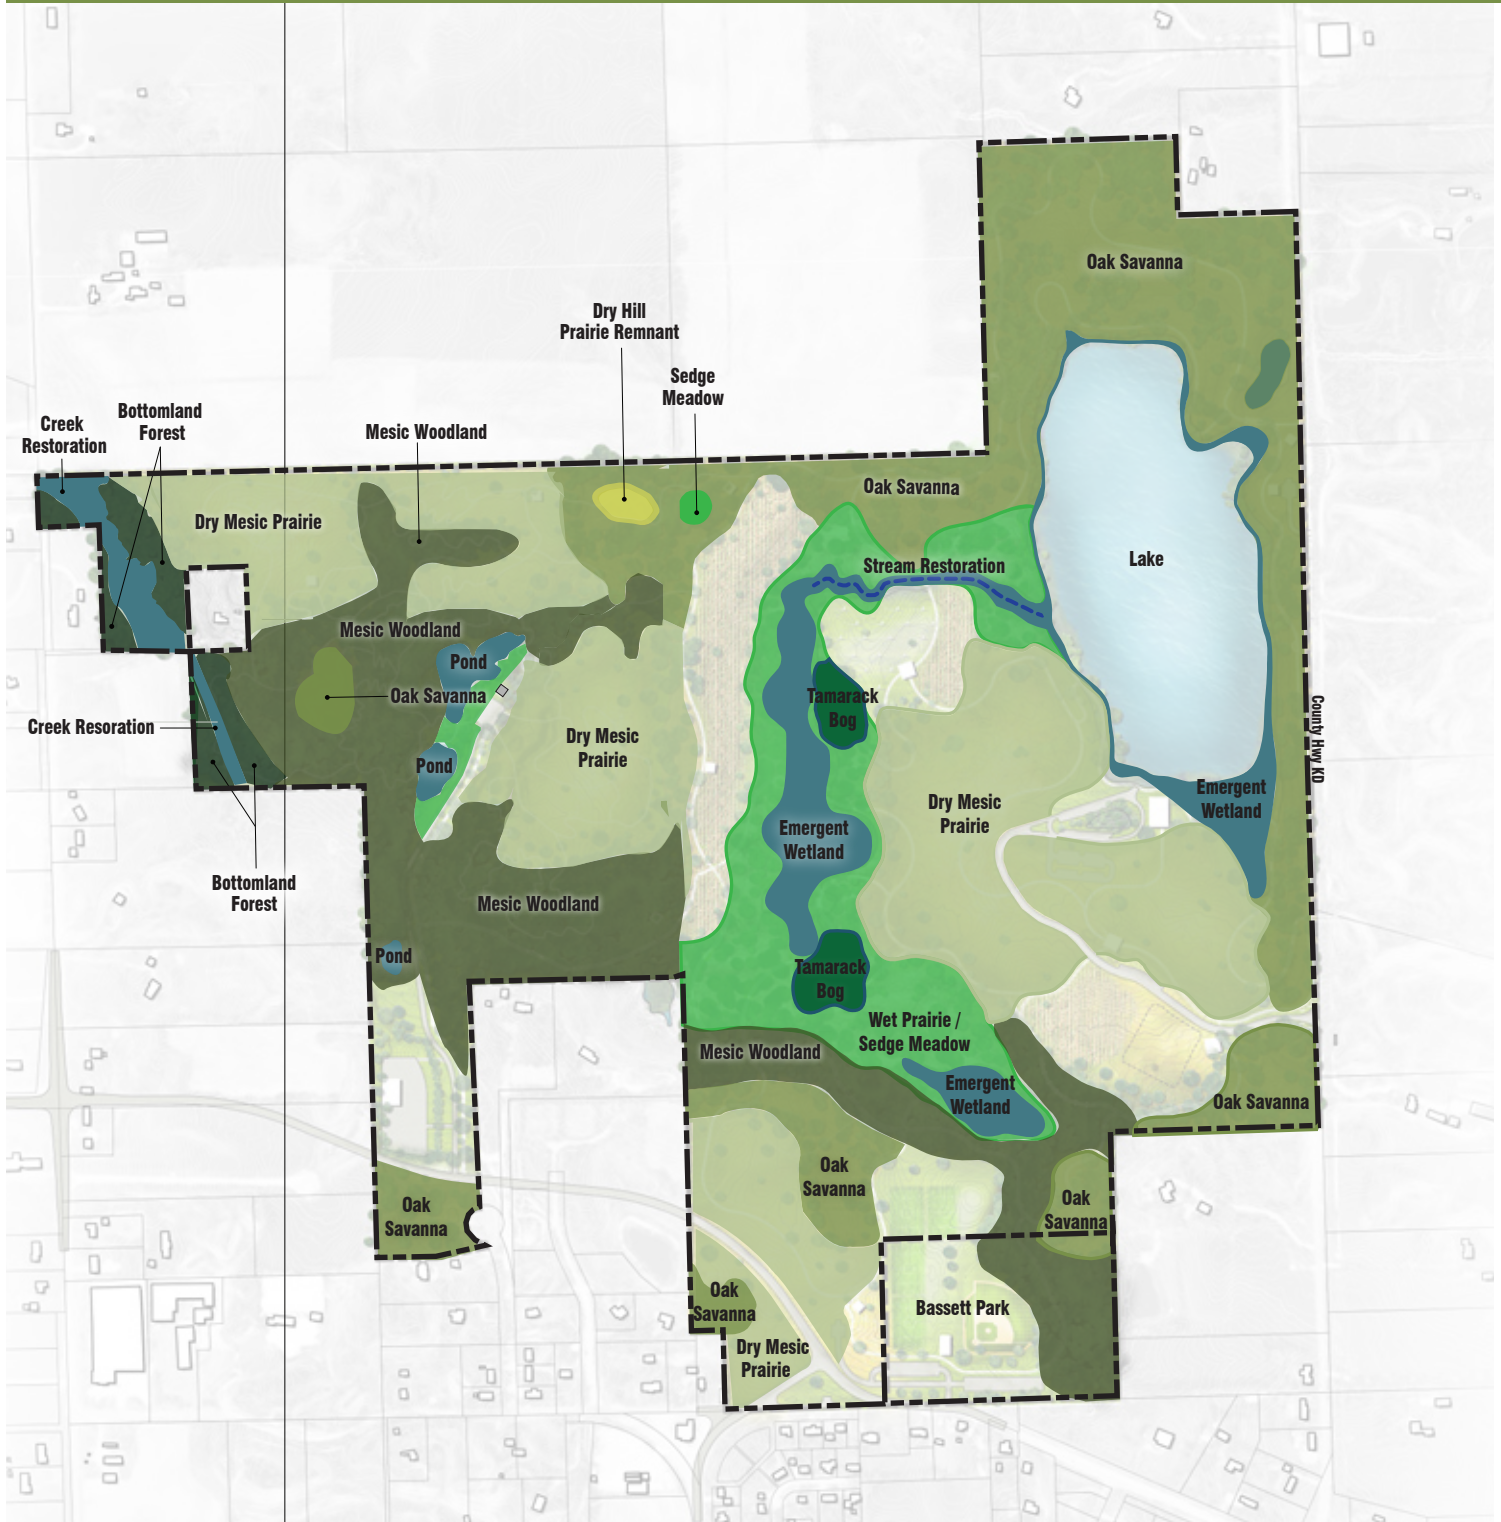 Oak Savanna
Dry Hill
Prairie Remnant
Sedge
Meadow
Creek
Restoration
Bottomland
Forest
Mesic Woodland
Oak Savanna
Dry Mesic Prairie
Stream Restoration
Lake
Mesic Woodland
Pond
Oak Savanna
Tamarack
Bog
Creek Resoration
Dry Mesic
Prairie
County Hwy KD
Pond
Emergent
Wetland
Dry Mesic
Prairie
Emergent
Wetland
Bottomland
Forest
Mesic Woodland
Pond
Tamarack
Bog
Wet Prairie /
Sedge Meadow
Mesic Woodland
Emergent
Wetland
Oak Savanna
Oak
Savanna
Oak
Savanna
Oak
Savanna
Oak
Savanna
Bassett Park
Dry Mesic
Prairie